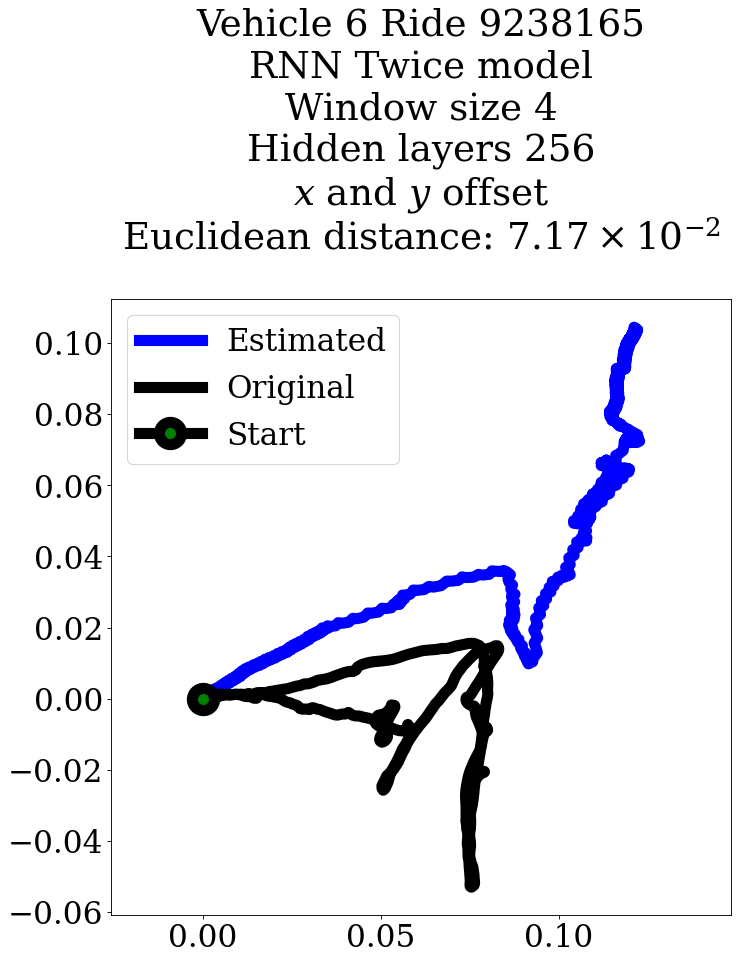 Vehicle 6 Ride 9238165
RNN Twice model
Window size 4
Hidden layers 256
x and y offset
Euclidean distance: 7.17 × 10⁻²
Estimated
Original
Start
0.10
0.08
0.06
0.04
0.02
0.00
−0.02
−0.04
−0.06
0.00 0.05 0.10